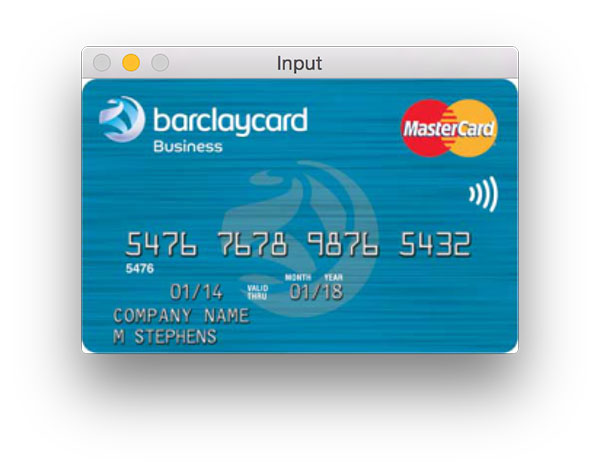 Input
barclaycard
Business
MasterCard
5476 7678 9876 5432
5476
MONTH YEAR
01/14 VALID THRU 01/18
COMPANY NAME
M STEPHENS